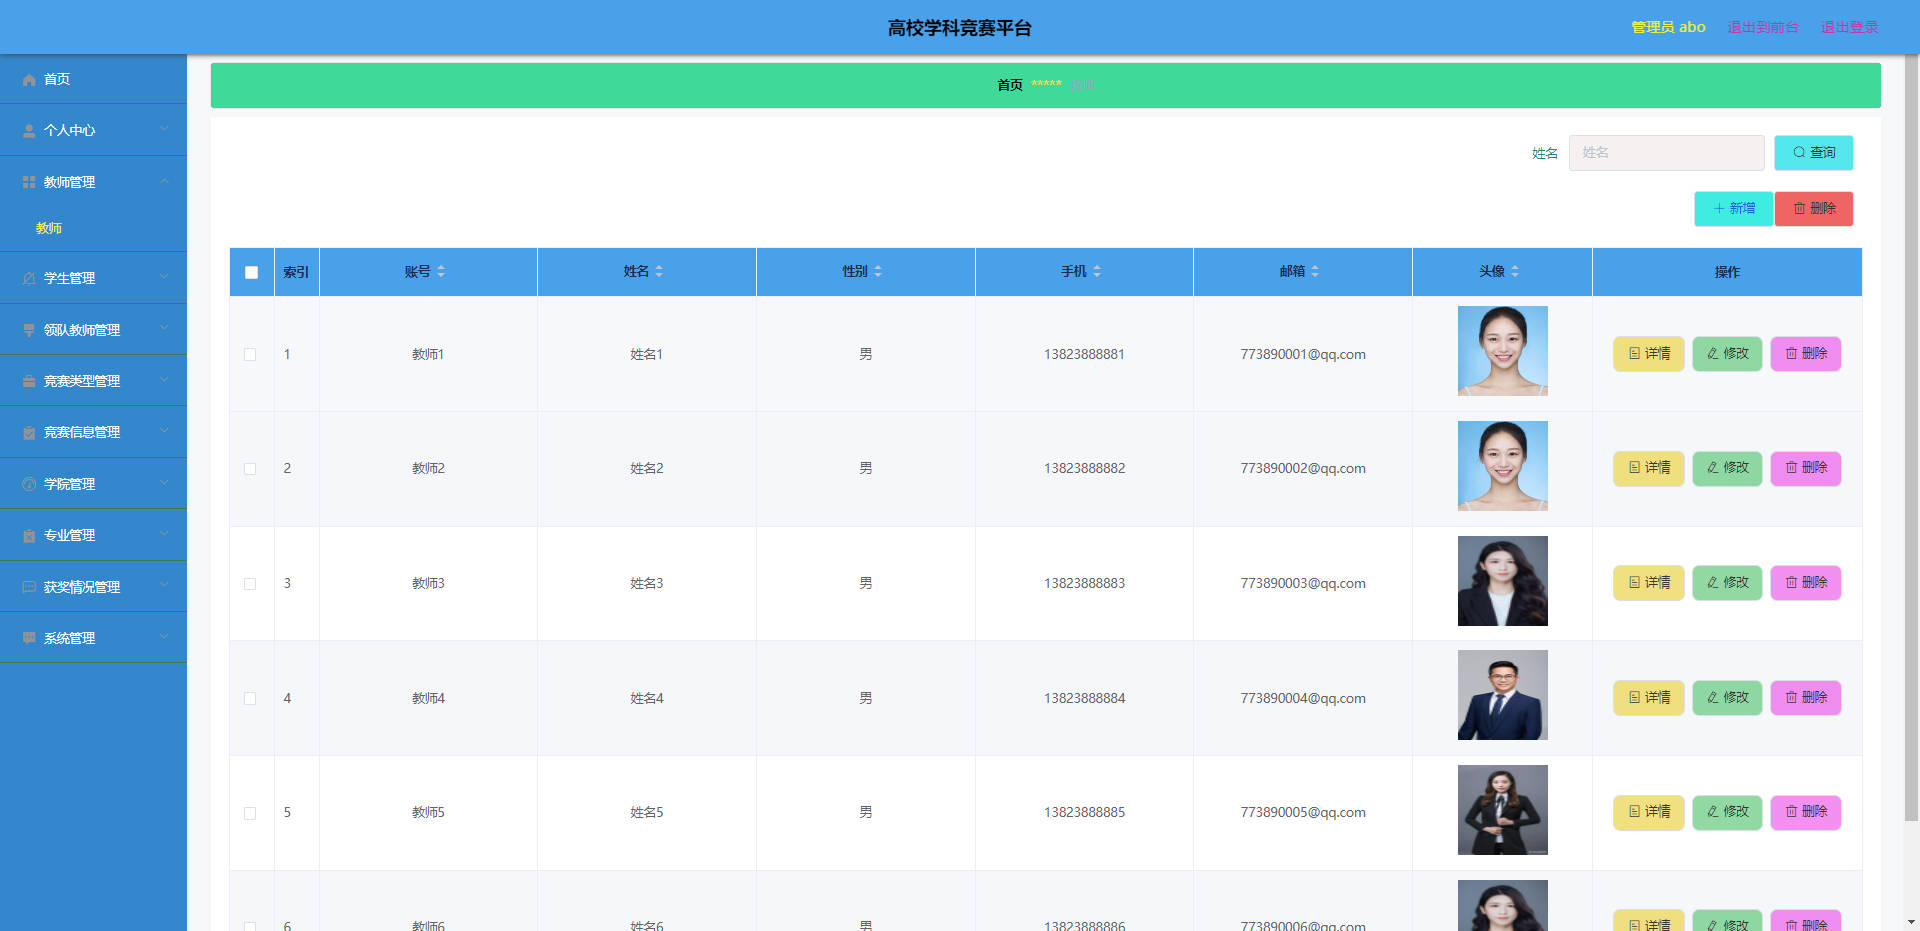 高校学科竞赛平台
管理员 abo 退出到前台 退出登录
首页
个人中心
教师管理
教师
学生管理
领队教师管理
竞赛类型管理
竞赛信息管理
学院管理
专业管理
获奖情况管理
系统管理
首页 ***** 教师
姓名 姓名 查询
新增 删除
索引 账号 姓名 性别 手机 邮箱 头像 操作
1 教师1 姓名1 男 13823888881 773890001@qq.com 详情 修改 删除
2 教师2 姓名2 男 13823888882 773890002@qq.com 详情 修改 删除
3 教师3 姓名3 男 13823888883 773890003@qq.com 详情 修改 删除
4 教师4 姓名4 男 13823888884 773890004@qq.com 详情 修改 删除
5 教师5 姓名5 男 13823888885 773890005@qq.com 详情 修改 删除
6 教师6 姓名6 男 13823888886 773890006@qq.com 详情 修改 删除